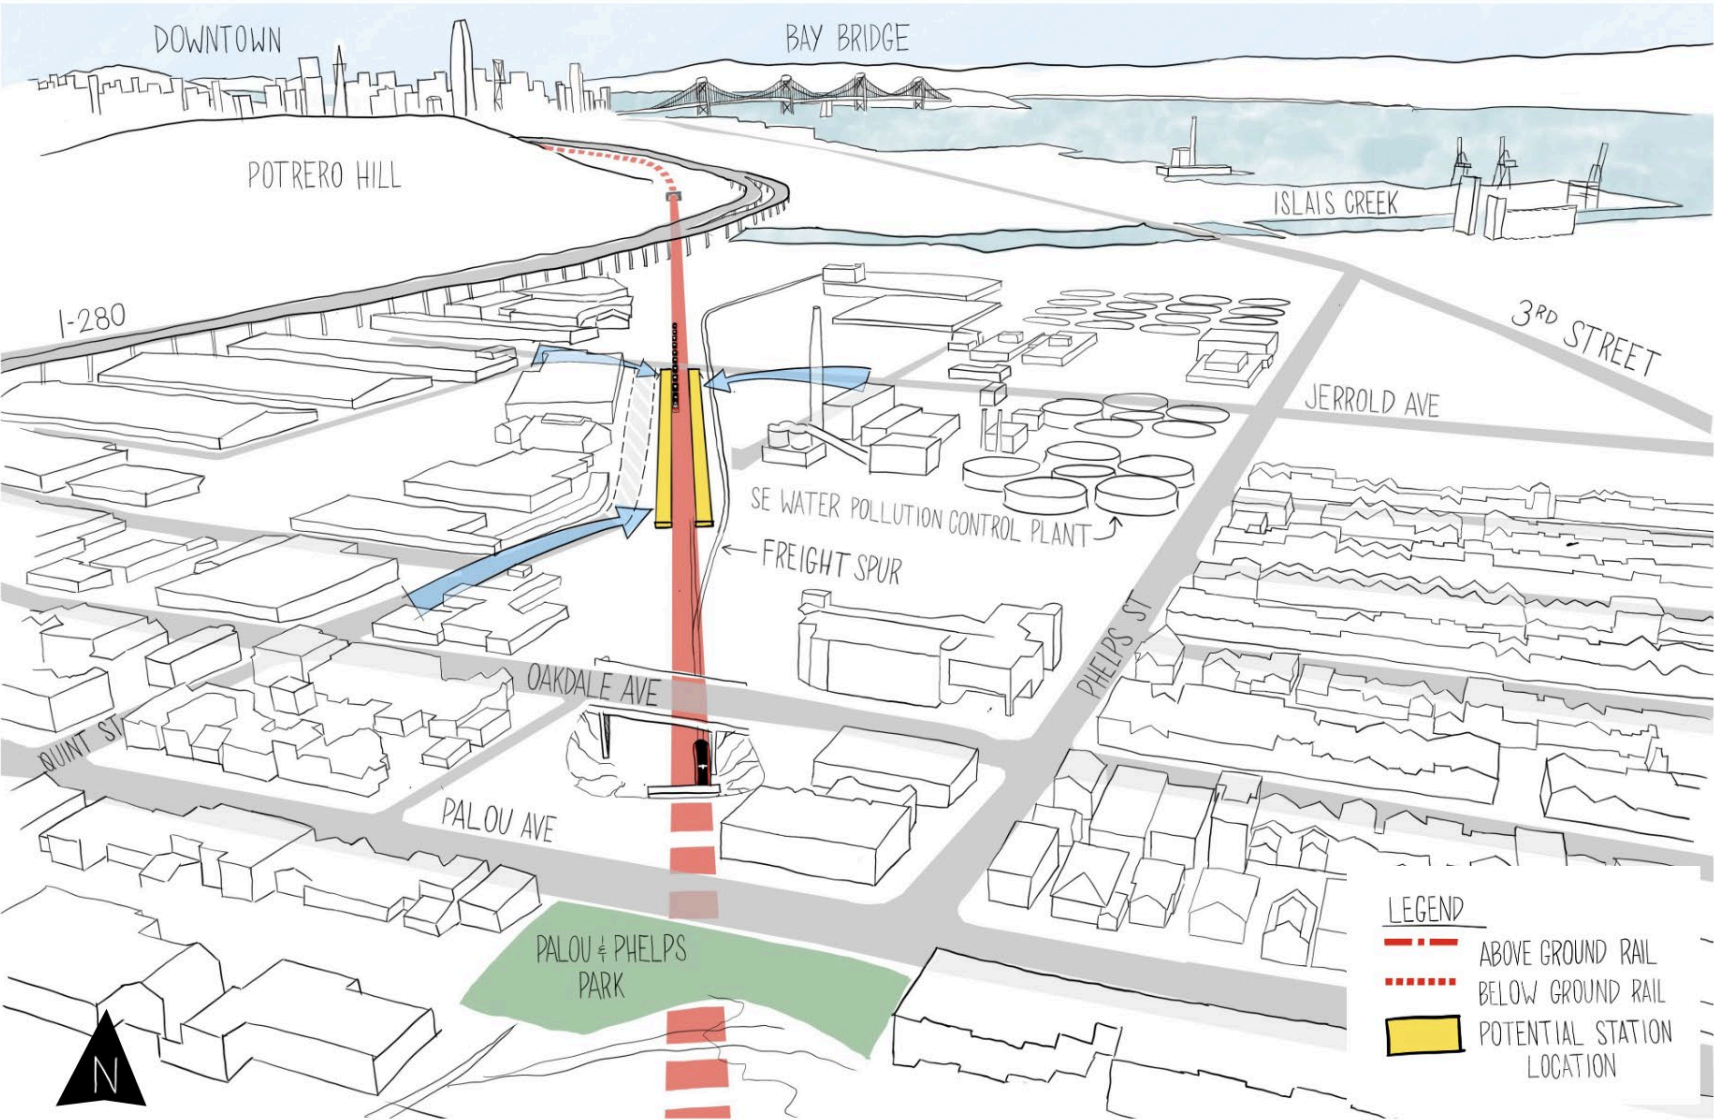 DOWNTOWN
BAY BRIDGE
POTRERO HILL
ISLAIS CREEK
I-280
3RD STREET
JERROLD AVE
SE WATER POLLUTION CONTROL PLANT
FREIGHT SPUR
PHELPS ST
OAKDALE AVE
QUINT ST
PALOU AVE
PALOU & PHELPS
PARK
LEGEND
ABOVE GROUND RAIL
BELOW GROUND RAIL
POTENTIAL STATION
LOCATION
N